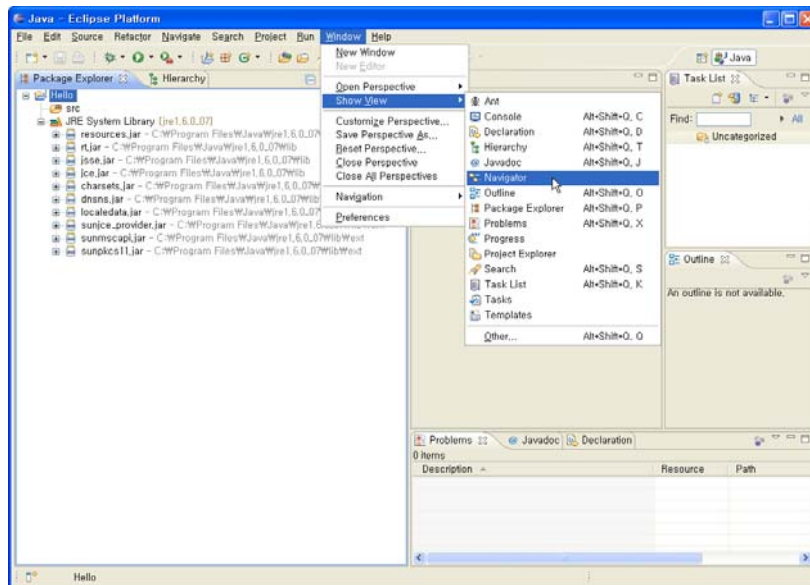 Java - Eclipse Platform
File Edit Source Refactor Navigate Search Project Run Window Help
Java
Package Explorer Hierarchy
Hello
src
JRE System Library [jre1.6.0_07]
resources.jar - C:₩Program Files₩Java₩jre1.6.0_07₩
rt.jar - C:₩Program Files₩Java₩jre1.6.0_07₩lib
jsse.jar - C:₩Program Files₩Java₩jre1.6.0_07₩lib
jce.jar - C:₩Program Files₩Java₩jre1.6.0_07₩lib
charsets.jar - C:₩Program Files₩Java₩jre1.6.0_07
dnsns.jar - C:₩Program Files₩Java₩jre1.6.0_07₩lib
localedata.jar - C:₩Program Files₩Java₩jre1.6.0_07
sunjce_provider.jar - C:₩Program Files₩Java₩jre1.6
sunmscapi.jar - C:₩Program Files₩Java₩jre1.6.0_07₩lib₩ext
sunpkcs11.jar - C:₩Program Files₩Java₩jre1.6.0_07₩lib₩ext
New Window
New Editor
Open Perspective
Show View
Customize Perspective...
Save Perspective As...
Reset Perspective...
Close Perspective
Close All Perspectives
Navigation
Preferences
Ant
Console Alt+Shift+Q, C
Declaration Alt+Shift+Q, D
Hierarchy Alt+Shift+Q, T
Javadoc Alt+Shift+Q, J
Navigator
Outline Alt+Shift+Q, O
Package Explorer Alt+Shift+Q, P
Problems Alt+Shift+Q, X
Progress
Project Explorer
Search Alt+Shift+Q, S
Task List Alt+Shift+Q, K
Tasks
Templates
Other... Alt+Shift+Q, Q
Task List
Find: All
Uncategorized
Outline
An outline is not available.
Problems Javadoc Declaration
0 items
Description Resource Path
Hello